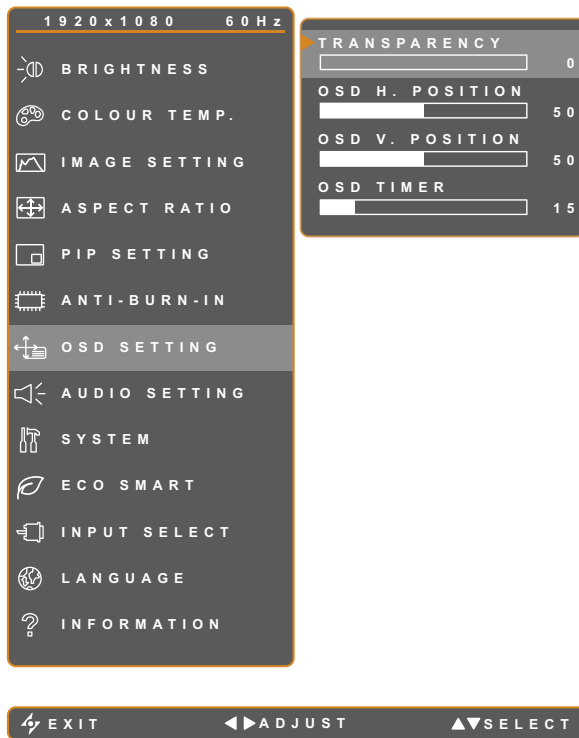 1920x1080 60Hz
BRIGHTNESS
COLOUR TEMP.
IMAGE SETTING
ASPECT RATIO
PIP SETTING
ANTI-BURN-IN
OSD SETTING
AUDIO SETTING
SYSTEM
ECO SMART
INPUT SELECT
LANGUAGE
INFORMATION
TRANSPARENCY
0
OSD H. POSITION
50
OSD V. POSITION
50
OSD TIMER
15
EXIT ◀▶ADJUST ▲▼SELECT